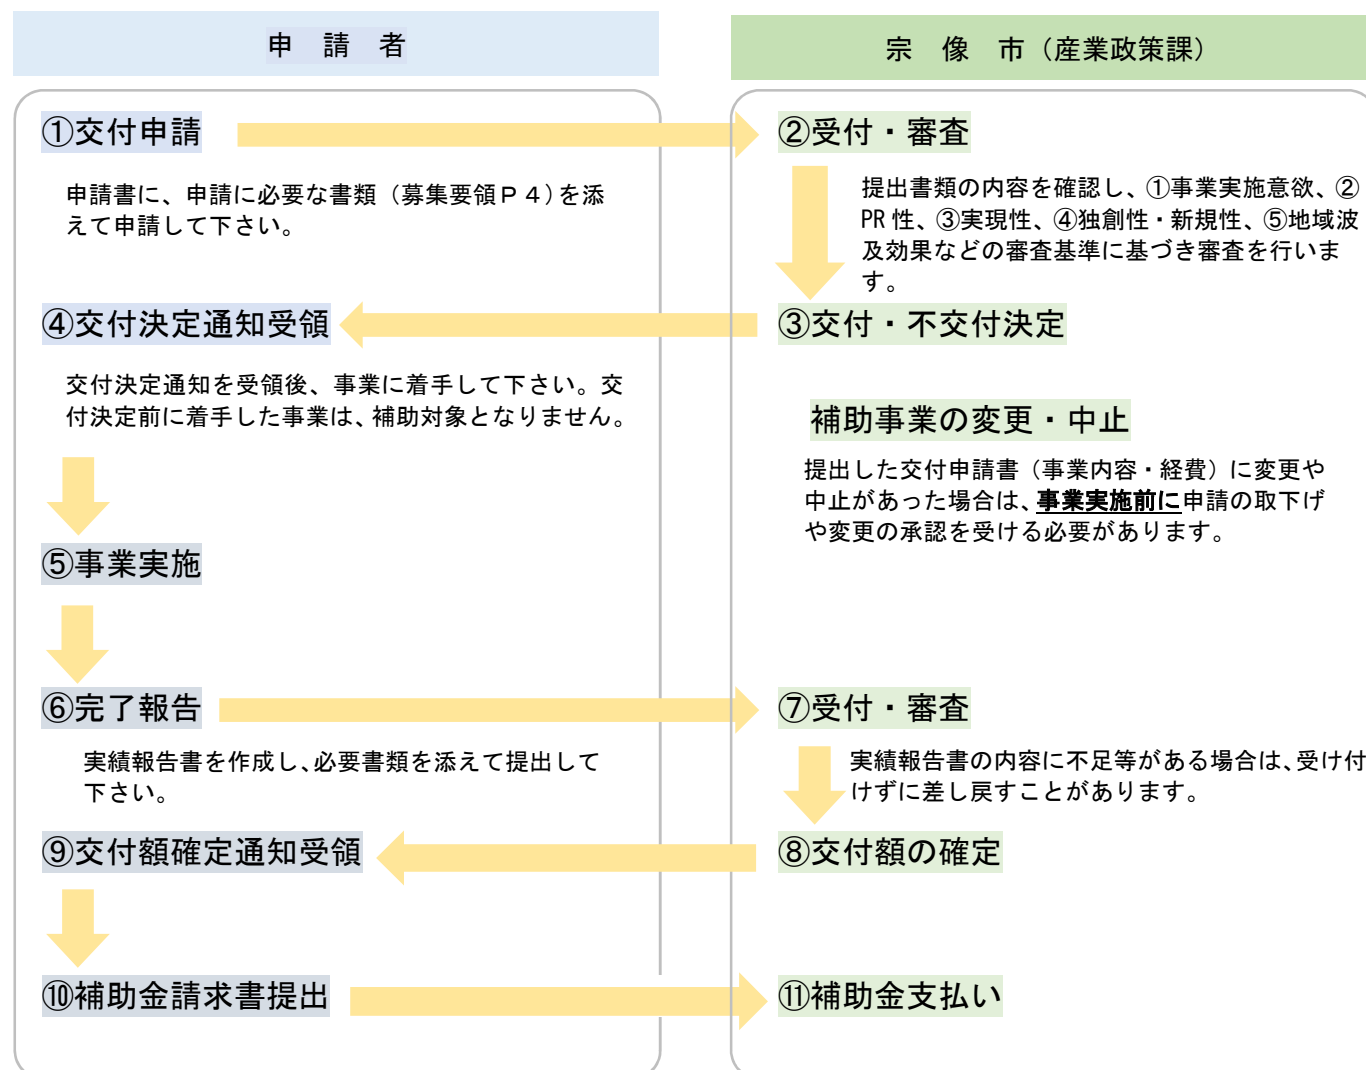 申　請　者
宗　像　市（産業政策課）
①交付申請
②受付・審査
申請書に、申請に必要な書類（募集要領Ｐ４）を添
えて申請して下さい。
提出書類の内容を確認し、①事業実施意欲、②
PR 性、③実現性、④独創性・新規性、⑤地域波
及効果などの審査基準に基づき審査を行いま
す。
④交付決定通知受領
③交付・不交付決定
交付決定通知を受領後、事業に着手して下さい。交
付決定前に着手した事業は、補助対象となりません。
補助事業の変更・中止
提出した交付申請書（事業内容・経費）に変更や
中止があった場合は、事業実施前に申請の取下げ
や変更の承認を受ける必要があります。
⑤事業実施
⑥完了報告
⑦受付・審査
実績報告書を作成し、必要書類を添えて提出して
下さい。
実績報告書の内容に不足等がある場合は、受け付
けずに差し戻すことがあります。
⑨交付額確定通知受領
⑧交付額の確定
⑩補助金請求書提出
⑪補助金支払い